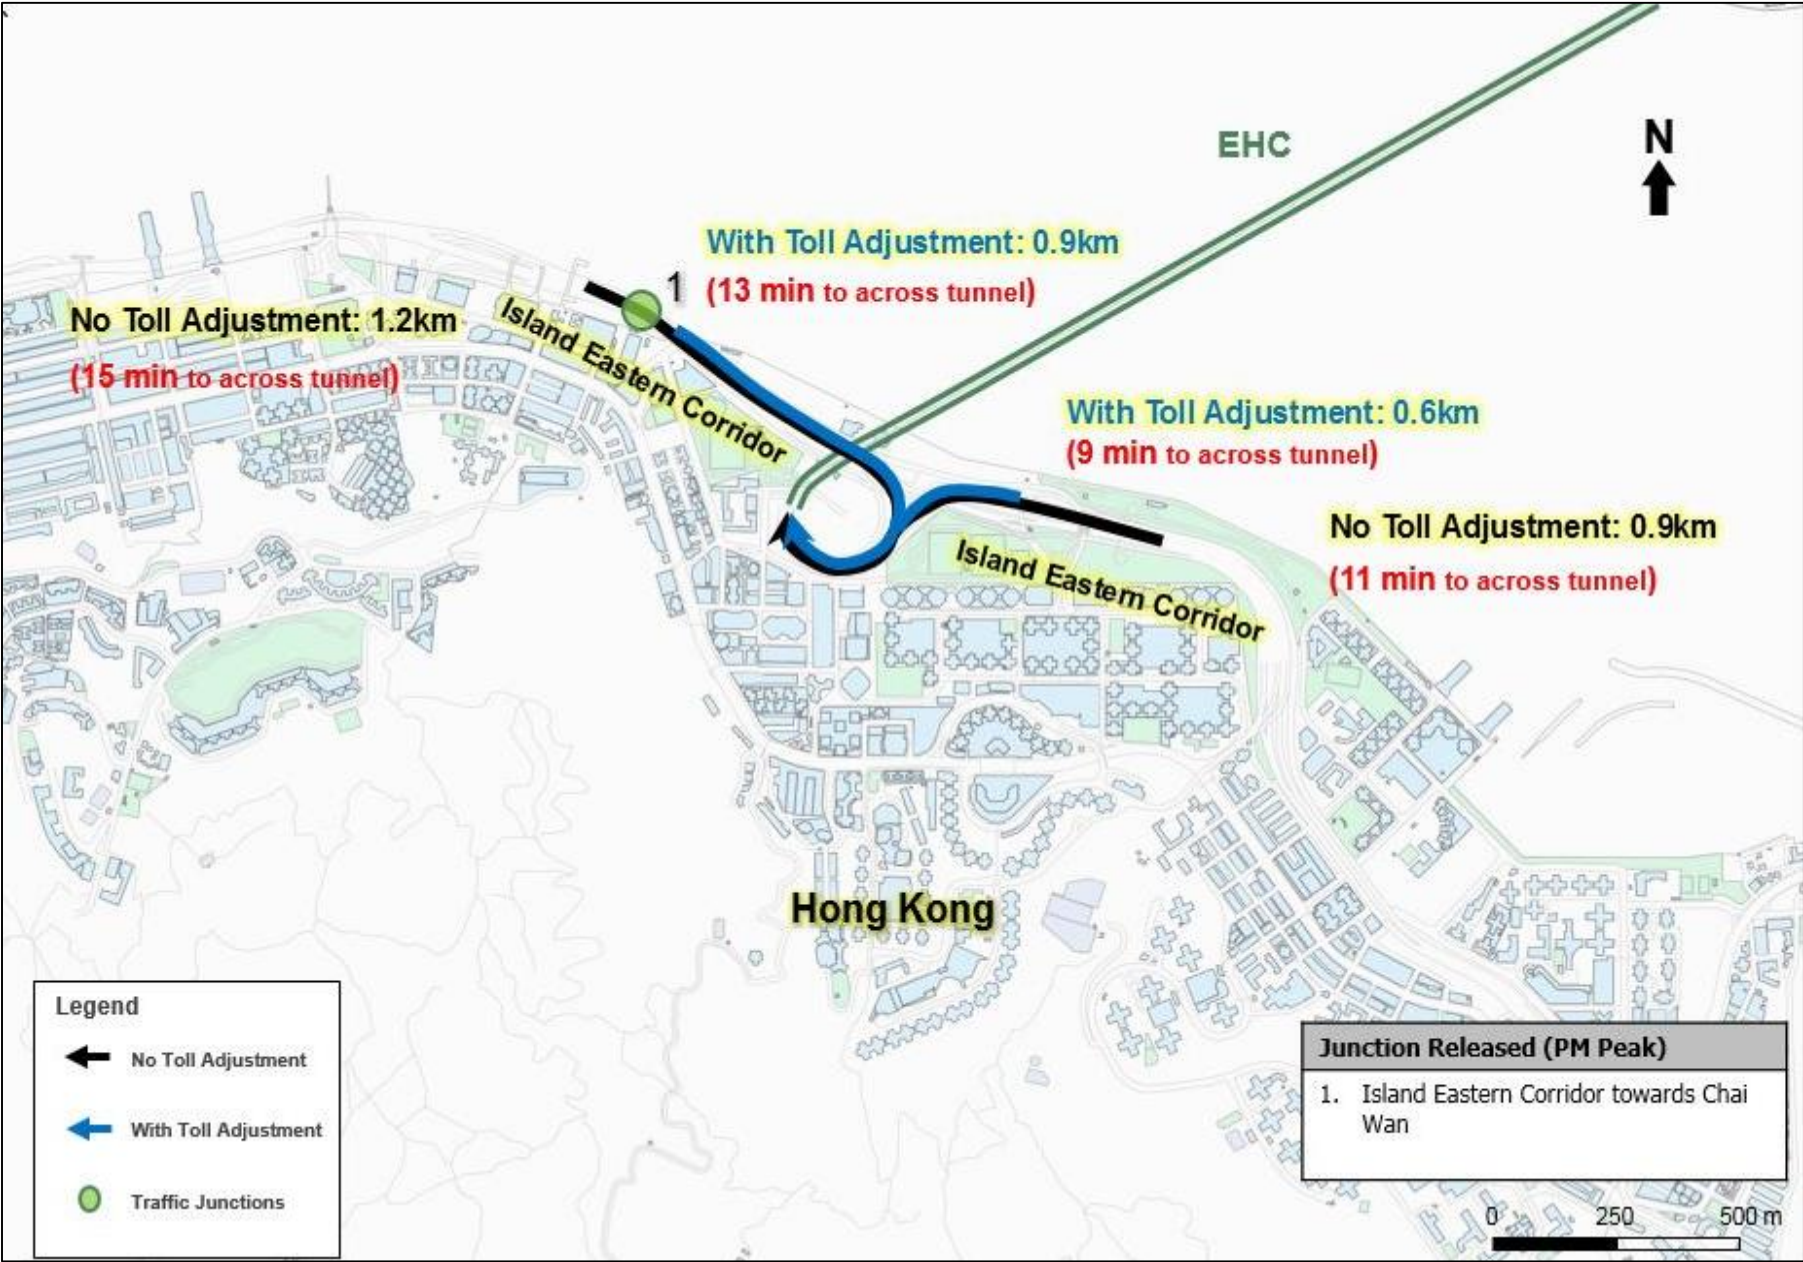 EHC
N
With Toll Adjustment: 0.9km
1 (13 min to across tunnel)
No Toll Adjustment: 1.2km
(15 min to across tunnel)
Island Eastern Corridor
With Toll Adjustment: 0.6km
(9 min to across tunnel)
No Toll Adjustment: 0.9km
(11 min to across tunnel)
Island Eastern Corridor
Hong Kong
Legend
No Toll Adjustment
With Toll Adjustment
Traffic Junctions
Junction Released (PM Peak)
1. Island Eastern Corridor towards Chai
Wan
0 250 500 m